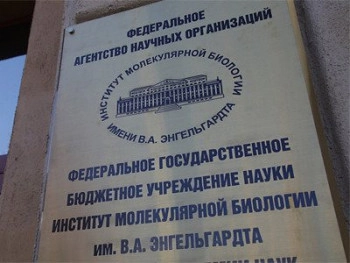 ФЕДЕРАЛЬНОЕ
АГЕНТСТВО НАУЧНЫХ ОРГАНИЗАЦИЙ
ИНСТИТУТ МОЛЕКУЛЯРНОЙ БИОЛОГИИ
ИМЕНИ В.А. ЭНГЕЛЬГАРДТА
ФЕДЕРАЛЬНОЕ ГОСУДАРСТВЕННОЕ
БЮДЖЕТНОЕ УЧРЕЖДЕНИЕ НАУКИ
ИНСТИТУТ МОЛЕКУЛЯРНОЙ БИОЛОГИИ
ИМ. В.А. ЭНГЕЛЬГАРДТА
НАУК